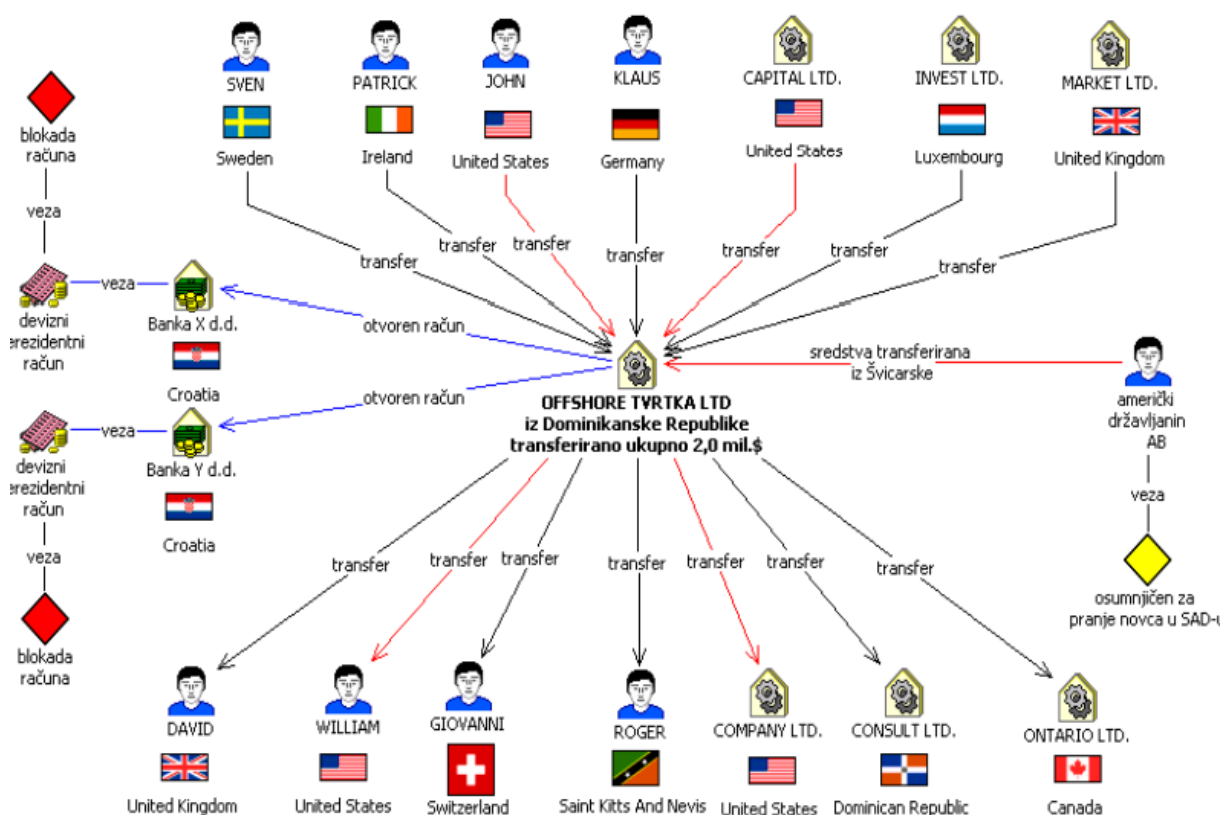 SVEN
PATRICK
JOHN
KLAUS
CAPITAL LTD.
INVEST LTD.
MARKET LTD.
Sweden
Ireland
United States
Germany
United States
Luxembourg
United Kingdom
blokada
računa
veza
transfer
transfer
transfer
transfer
transfer
transfer
transfer
devizni
erezidentni
račun
veza
Banka X d.d.
Croatia
otvoren račun
sredstva transferirana
iz Švicarske
američki
državljanin
AB
otvoren račun
OFFSHORE TVRTKA LTD
iz Dominikanske Republike
transferirano ukupno 2,0 mil.$
devizni
erezidentni
račun
veza
Banka Y d.d.
Croatia
veza
veza
osumnjičen za
pranje novca u SAD-u
blokada
računa
transfer
transfer
transfer
transfer
transfer
transfer
transfer
DAVID
WILLIAM
GIOVANNI
ROGER
COMPANY LTD.
CONSULT LTD.
ONTARIO LTD.
United Kingdom
United States
Switzerland
Saint Kitts And Nevis
United States
Dominican Republic
Canada